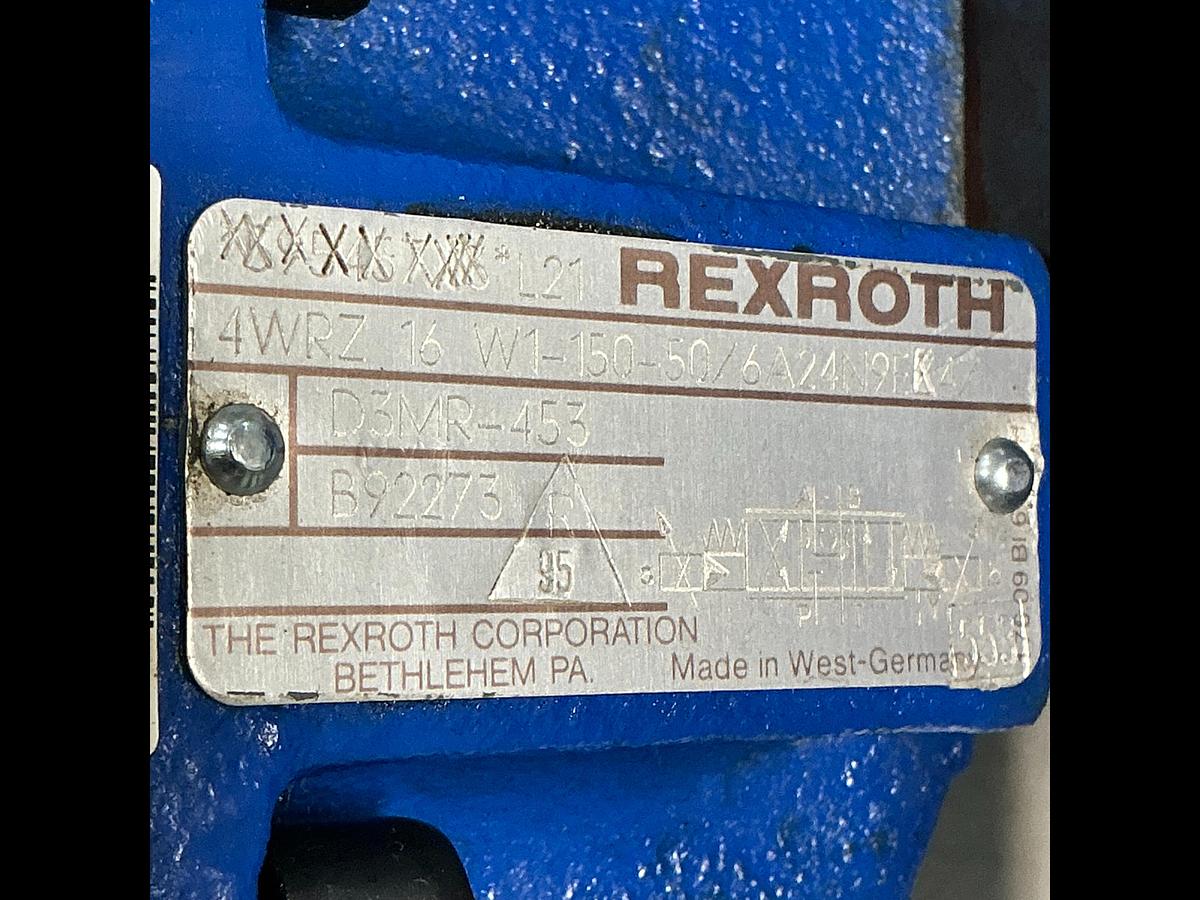 *L21 REXROTH
4WRZ 16 W1-150-50/6A24N9EK4/
D3MR-453
B92273
R
95
A B
P T
THE REXROTH CORPORATION
BETHLEHEM PA.
Made in West-Germany